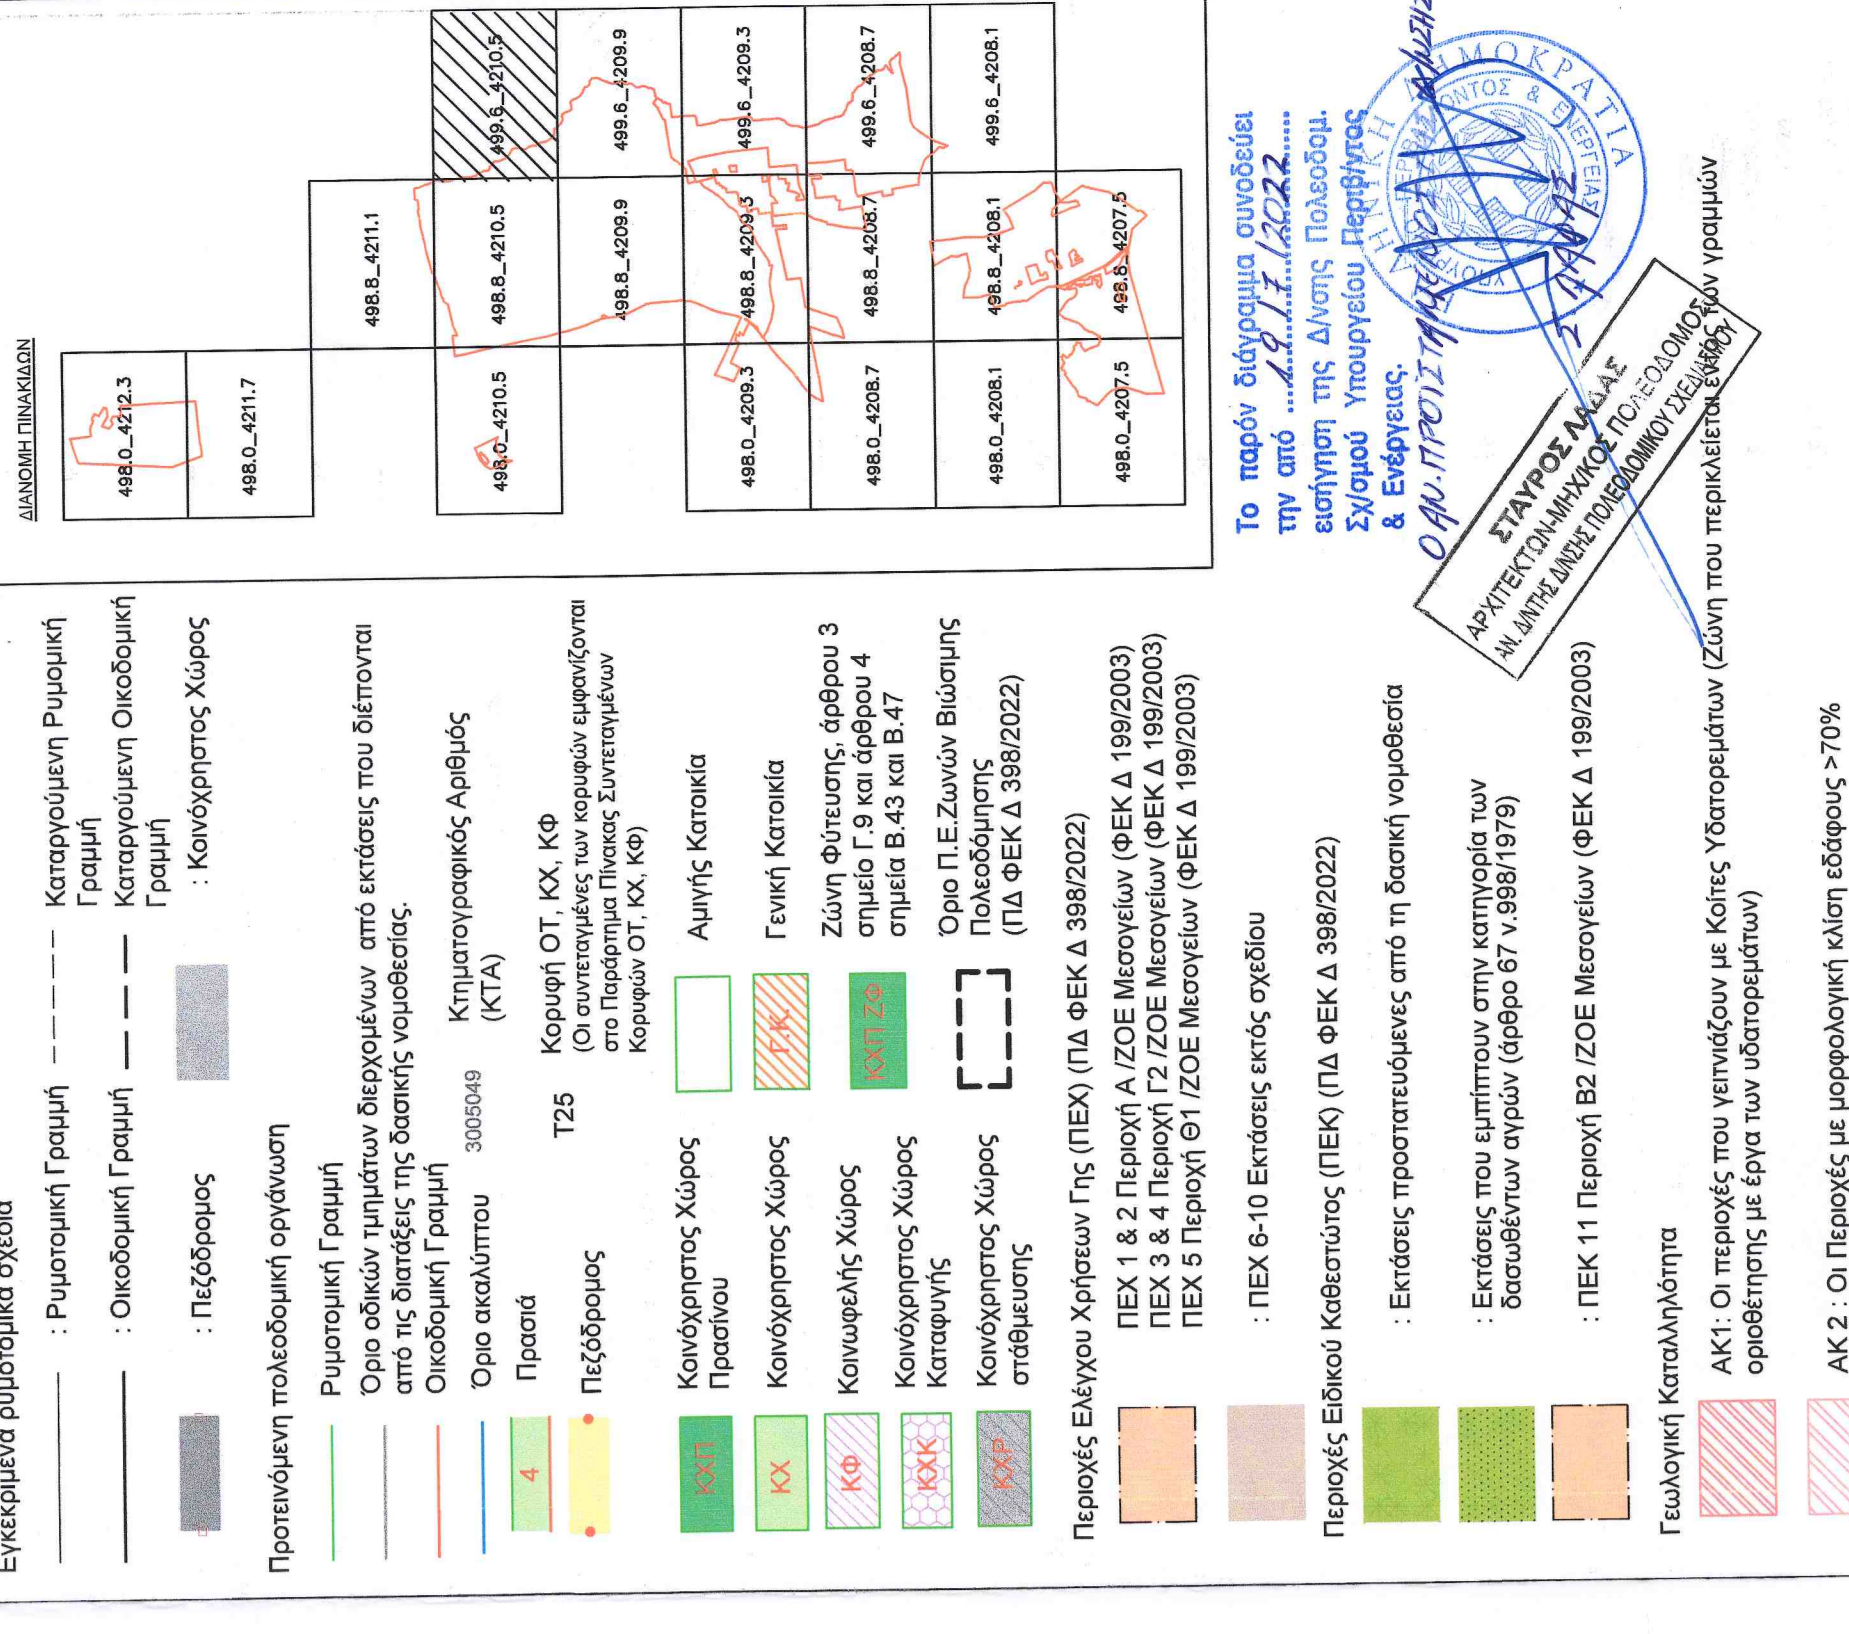 Εγκεκριμένα ρυμοτομικά σχέδια
: Ρυμοτομική Γραμμή
Καταργούμενη Ρυμομική
Γραμμή
: Οικοδομική Γραμμή
Καταργούμενη Οικοδομική
Γραμμή
: Πεζόδρομος
: Κοινόχρηστος Χώρος
Προτεινόμενη πολεοδομική οργάνωση
Ρυμοτομική Γραμμή
Όριο οδικών τμημάτων διερχομένων από εκτάσεις που διέπονται
από τις διατάξεις της δασικής νομοθεσίας.
Οικοδομική Γραμμή
Όριο ακαλύπτου
3005049
Κτηματογραφικός Αριθμός
(ΚΤΑ)
4
Πρασιά
Πεζόδρομος
T25
Κορυφή ΟΤ, ΚΧ, ΚΦ
(Οι συντεταγμένες των κορυφών εμφανίζονται
στο Παράρτημα Πίνακας Συντεταγμένων
Κορυφών ΟΤ, ΚΧ, ΚΦ)
ΚΧΠ
Κοινόχρηστος Χώρος
Πρασίνου
Αμιγής Κατοικία
ΚΧ
Κοινόχρηστος Χώρος
Γ.Κ.
Γενική Κατοικία
ΚΦ
Κοινωφελής Χώρος
ΚΧΠ ΖΦ
Ζώνη Φύτευσης, άρθρου 3
σημείο Γ.9 και άρθρου 4
σημεία Β.43 και Β.47
ΚΧΚ
Κοινόχρηστος Χώρος
Καταφυγής
ΚΧΡ
Κοινόχρηστος Χώρος
στάθμευσης
Όριο Π.Ε.Ζωνών Βιώσιμης
Πολεοδόμησης
(ΠΔ ΦΕΚ Δ 398/2022)
Περιοχές Ελέγχου Χρήσεων Γης (ΠΕΧ) (ΠΔ ΦΕΚ Δ 398/2022)
ΠΕΧ 1 & 2 Περιοχή Α /ΖΟΕ Μεσογείων (ΦΕΚ Δ 199/2003)
ΠΕΧ 3 & 4 Περιοχή Γ2 /ΖΟΕ Μεσογείων (ΦΕΚ Δ 199/2003)
ΠΕΧ 5 Περιοχή Θ1 /ΖΟΕ Μεσογείων (ΦΕΚ Δ 199/2003)
: ΠΕΧ 6-10 Εκτάσεις εκτός σχεδίου
Περιοχές Ειδικού Καθεστώτος (ΠΕΚ) (ΠΔ ΦΕΚ Δ 398/2022)
: Εκτάσεις προστατευόμενες από τη δασική νομοθεσία
: Εκτάσεις που εμπίπτουν στην κατηγορία των
δασωθέντων αγρών (άρθρο 67 ν.998/1979)
: ΠΕΚ 11 Περιοχή Β2 /ΖΟΕ Μεσογείων (ΦΕΚ Δ 199/2003)
Γεωλογική Καταλληλότητα
ΑΚ1: Οι περιοχές που γειτνιάζουν με Κοίτες Υδατορεμάτων (Ζώνη που περικλείεται εντός των γραμμών
οριοθέτησης με έργα των υδατορεμάτων)
ΑΚ 2 : Οι Περιοχές με μορφολογική κλίση εδάφους >70%
ΔΙΑΝΟΜΗ ΠΙΝΑΚΙΔΩΝ
498.0_4212.3
498.0_4211.7
498.8_4211.1
498.0_4210.5
498.8_4210.5
499.6_4210.5
498.8_4209.9
499.6_4209.9
498.0_4209.3
498.8_4209.3
499.6_4209.3
498.0_4208.7
498.8_4208.7
499.6_4208.7
498.0_4208.1
498.8_4208.1
499.6_4208.1
498.0_4207.5
498.8_4207.5
Το παρόν διάγραμμα συνοδεύει
την από ...19/7/2022...
εισήγηση της Δ/νσης Πολεοδομ.
Σχ/σμού Υπουργείου Περιβ/ντος
& Ενέργειας.
Ο ΑΝ. ΠΡΟΪΣΤΑΜΕΝΟΣ ΤΗΣ Δ/ΝΣΗΣ
Σ. ΛΑΔΑΣ
ΕΛΛΗΝΙΚΗ ΔΗΜΟΚΡΑΤΙΑ
ΥΠΟΥΡΓΕΙΟ ΠΕΡΙΒΑΛΛΟΝΤΟΣ & ΕΝΕΡΓΕΙΑΣ
ΣΤΑΥΡΟΣ ΛΑΔΑΣ
ΑΡΧΙΤΕΚΤΩΝ-ΜΗΧ/ΚΟΣ ΠΟΛΕΟΔΟΜΟΣ
ΑΝ. Δ/ΝΤΗΣ Δ/ΝΣΗΣ ΠΟΛΕΟΔΟΜΙΚΟΥ ΣΧΕΔΙΑΣΜΟΥ